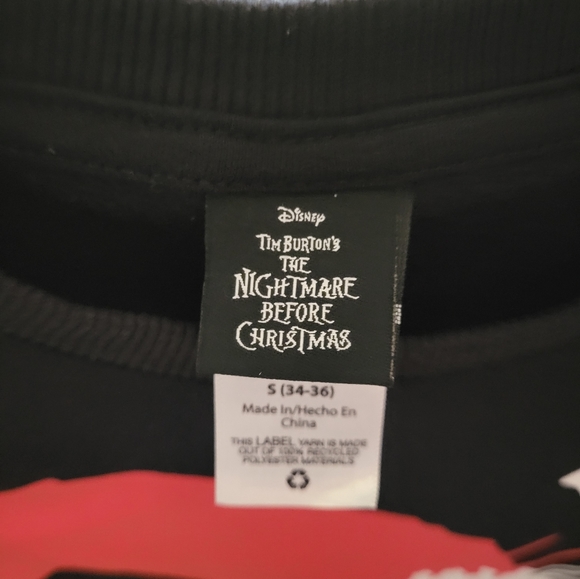 Disney
Tim Burton's
The
Nightmare
Before
Christmas
S (34-36)
Made in/Hecho En
China
THIS LABEL YARN IS MADE
OUT OF 100% RECYCLED
POLYESTER MATERIALS